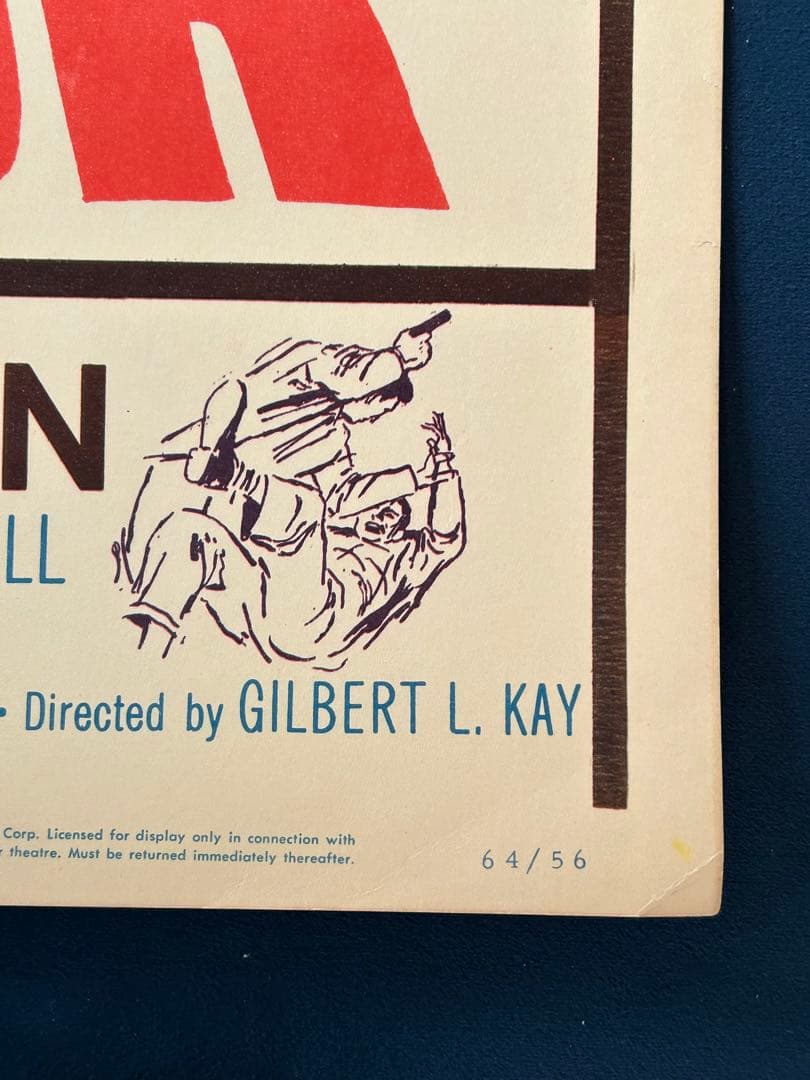 R
N
LL
• Directed by GILBERT L. KAY
Corp. Licensed for display only in connection with
r theatre. Must be returned immediately thereafter.
64/56